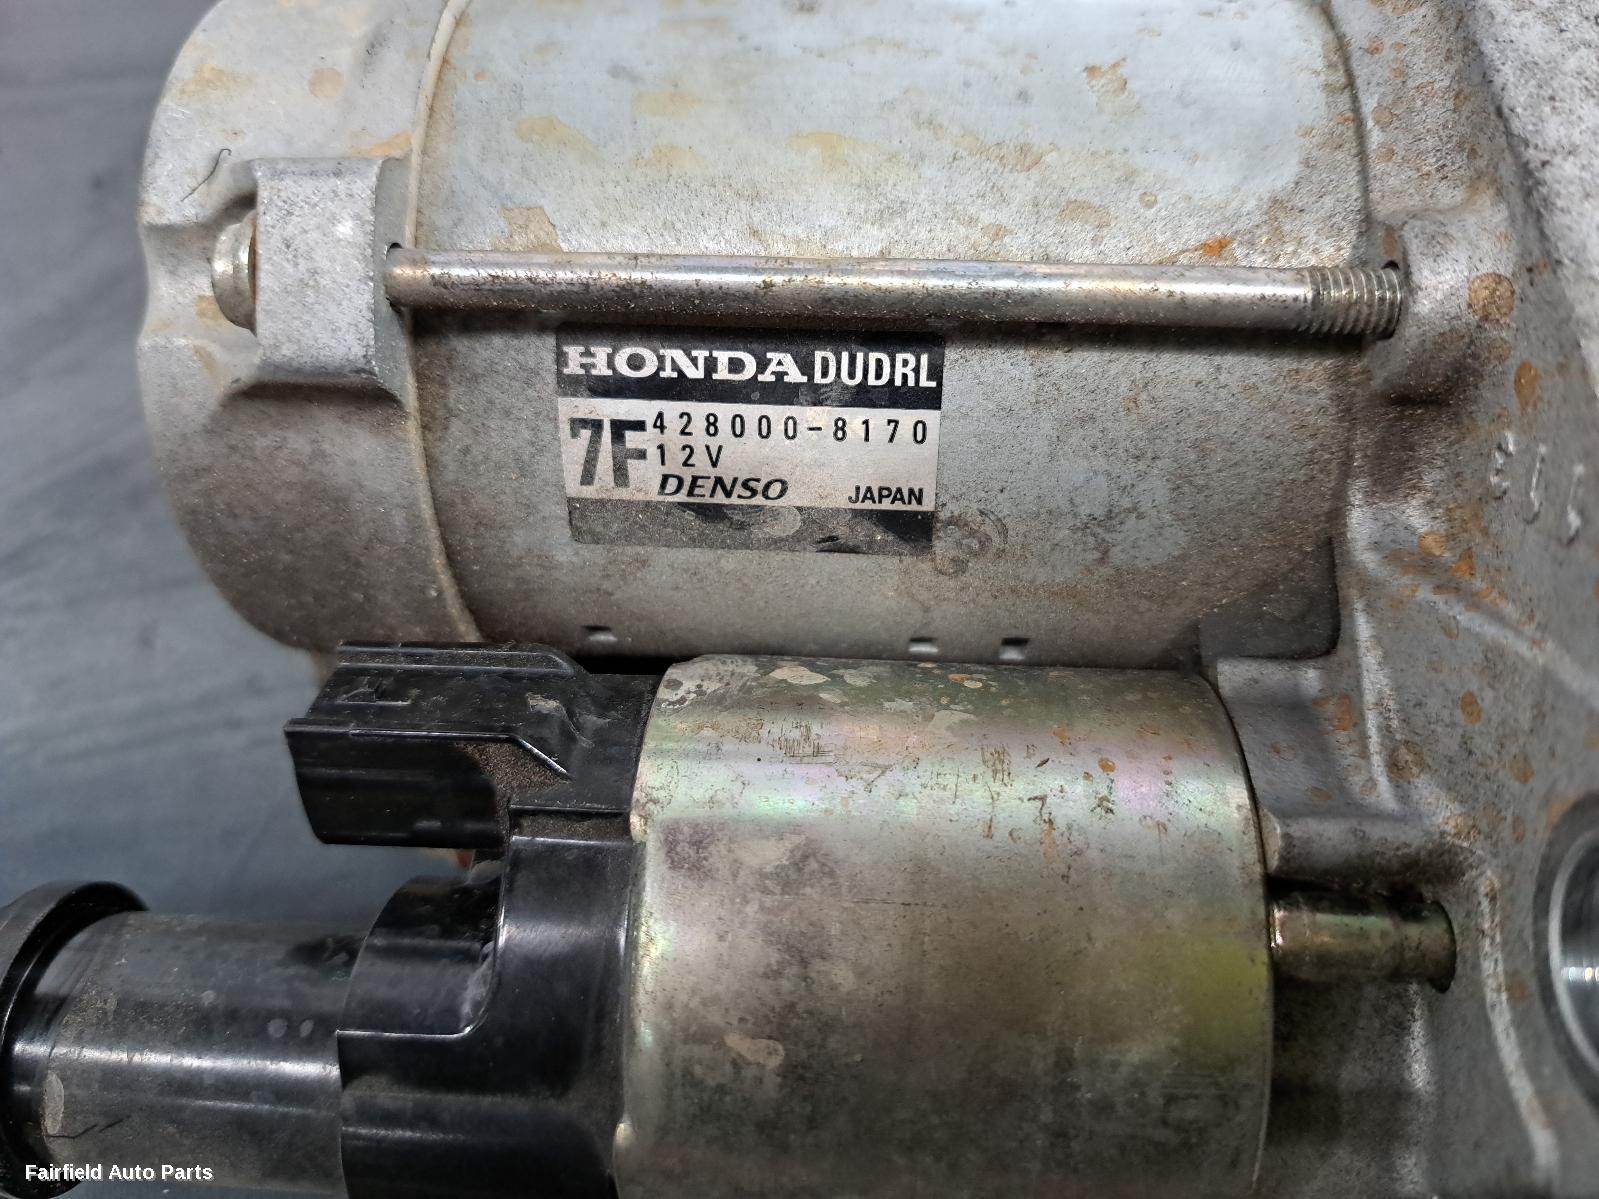 HONDA DUDRL
7F 428000-8170
12V
DENSO JAPAN
Fairfield Auto Parts